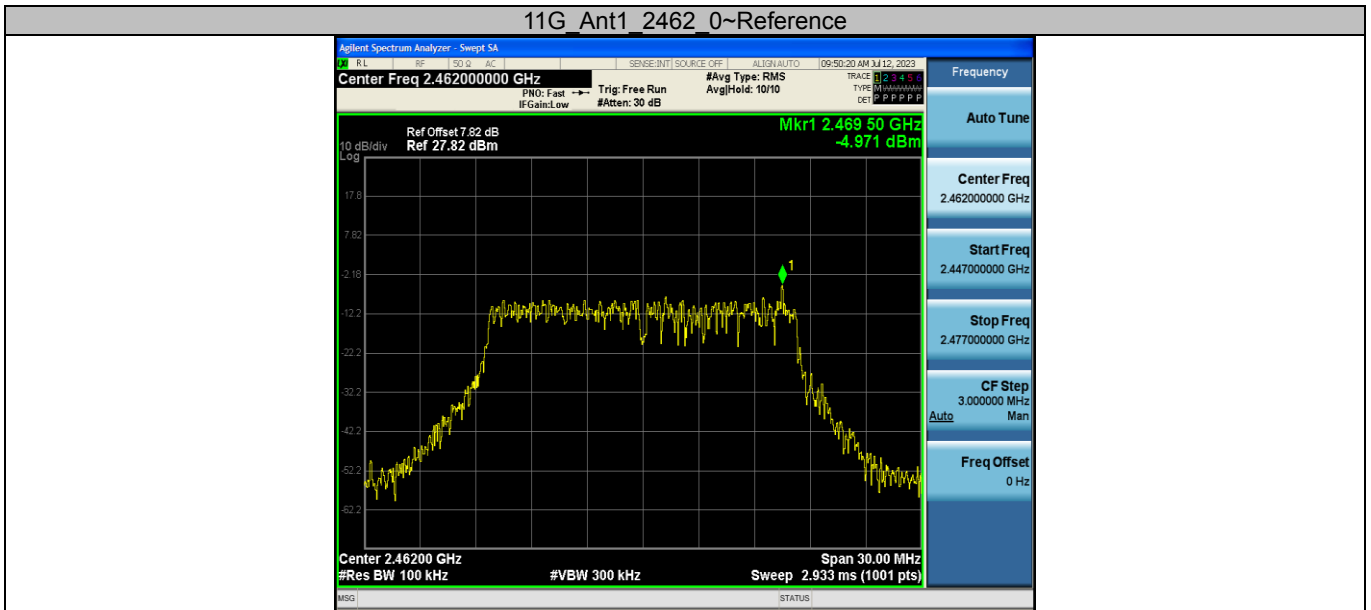 11G_Ant1_2462_0~Reference
Agilent Spectrum Analyzer - Swept SA
RL RF 50 Ω AC SENSE:INT SOURCE OFF ALIGN AUTO 09:50:20 AM Jul 12, 2023
Center Freq 2.462000000 GHz
PNO: Fast
IFGain:Low
Trig: Free Run
#Atten: 30 dB
#Avg Type: RMS
Avg|Hold: 10/10
TRACE 1 2 3 4 5 6
TYPE M
DET P P P P P P
Mkr1 2.469 50 GHz
-4.971 dBm
Ref Offset 7.82 dB
10 dB/div Ref 27.82 dBm
Log
17.8
7.82
-2.18
-12.2
-22.2
-32.2
-42.2
-52.2
-62.2
1
Center 2.46200 GHz Span 30.00 MHz
#Res BW 100 kHz #VBW 300 kHz Sweep 2.933 ms (1001 pts)
MSG STATUS
Frequency
Auto Tune
Center Freq
2.462000000 GHz
Start Freq
2.447000000 GHz
Stop Freq
2.477000000 GHz
CF Step
3.000000 MHz
Auto Man
Freq Offset
0 Hz